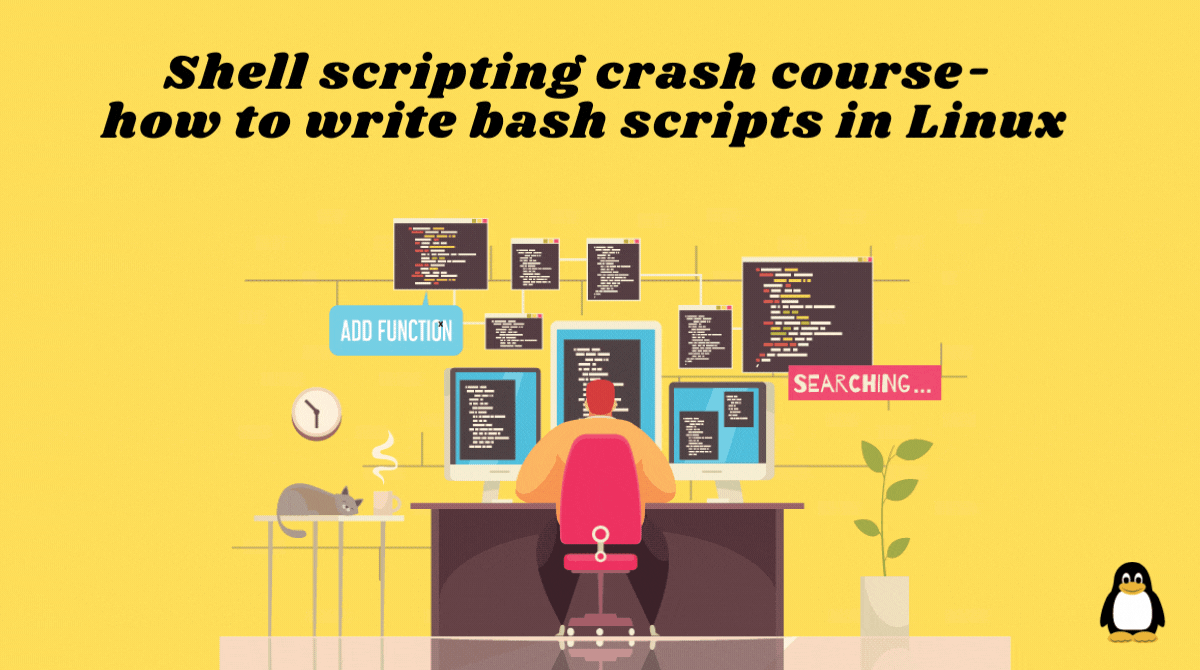 Shell scripting crash course-
how to write bash scripts in Linux
ADD FUNCTION
SEARCHING...